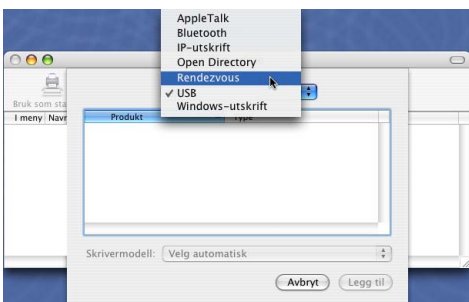 AppleTalk
Bluetooth
IP-utskrift
Open Directory
Rendezvous
USB
Windows-utskrift
Bruk som sta
I meny Navr
Produkt
Type
Skrivermodell: Velg automatisk
Avbryt Legg til